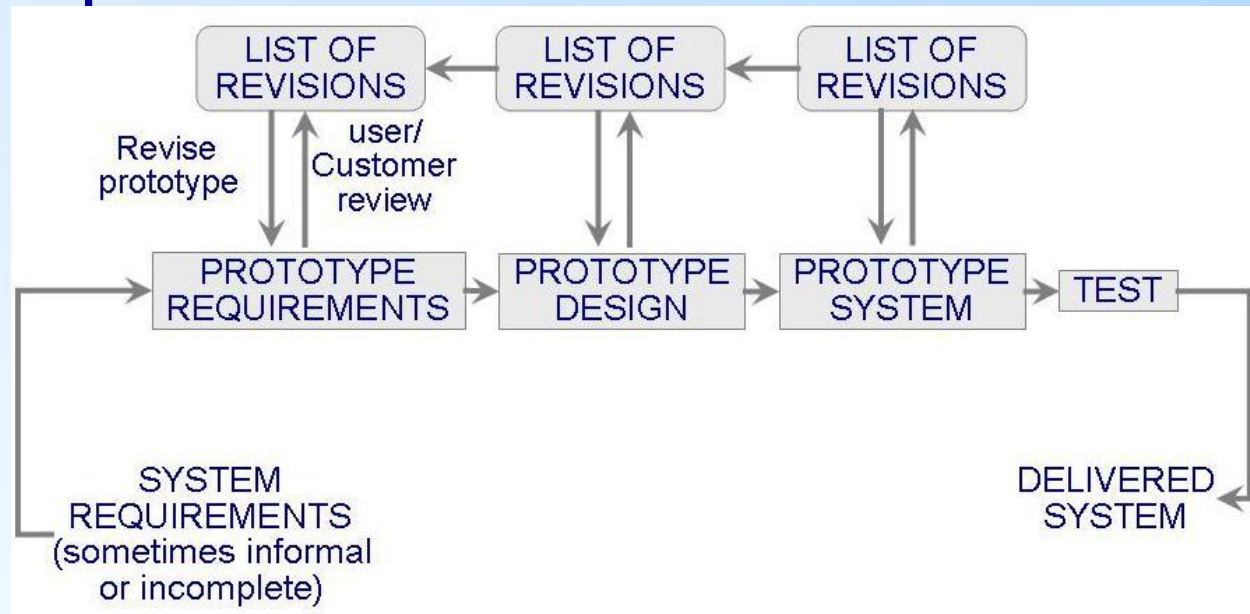 LIST OF
REVISIONS
LIST OF
REVISIONS
LIST OF
REVISIONS
Revise
prototype
user/
Customer
review
PROTOTYPE
REQUIREMENTS
PROTOTYPE
DESIGN
PROTOTYPE
SYSTEM
TEST
SYSTEM
REQUIREMENTS
(sometimes informal
or incomplete)
DELIVERED
SYSTEM